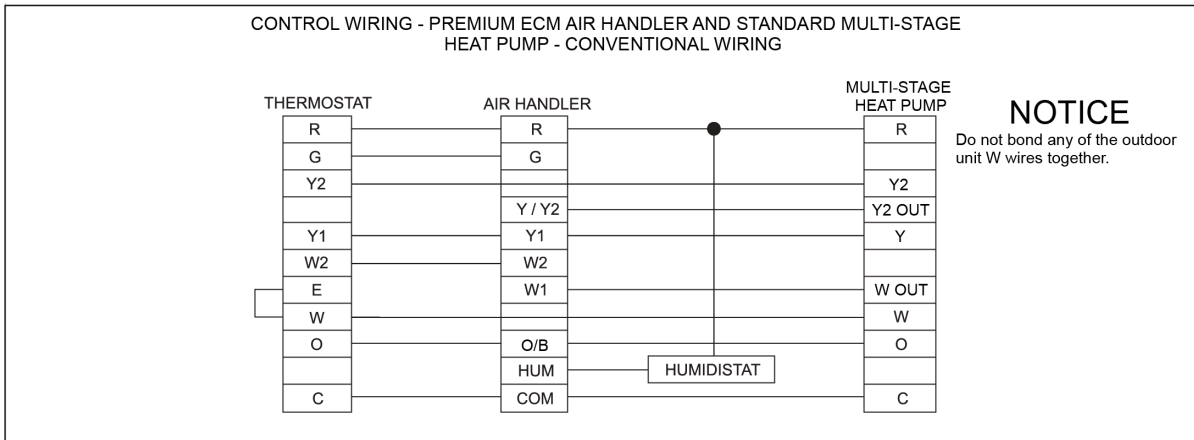 CONTROL WIRING - PREMIUM ECM AIR HANDLER AND STANDARD MULTI-STAGE
HEAT PUMP - CONVENTIONAL WIRING
THERMOSTAT
R
G
Y2
Y1
W2
E
W
O
C
AIR HANDLER
R
G
Y / Y2
Y1
W2
W1
O/B
HUM
COM
HUMIDISTAT
MULTI-STAGE
HEAT PUMP
R
Y2
Y2 OUT
Y
W OUT
W
O
C
NOTICE
Do not bond any of the outdoor
unit W wires together.